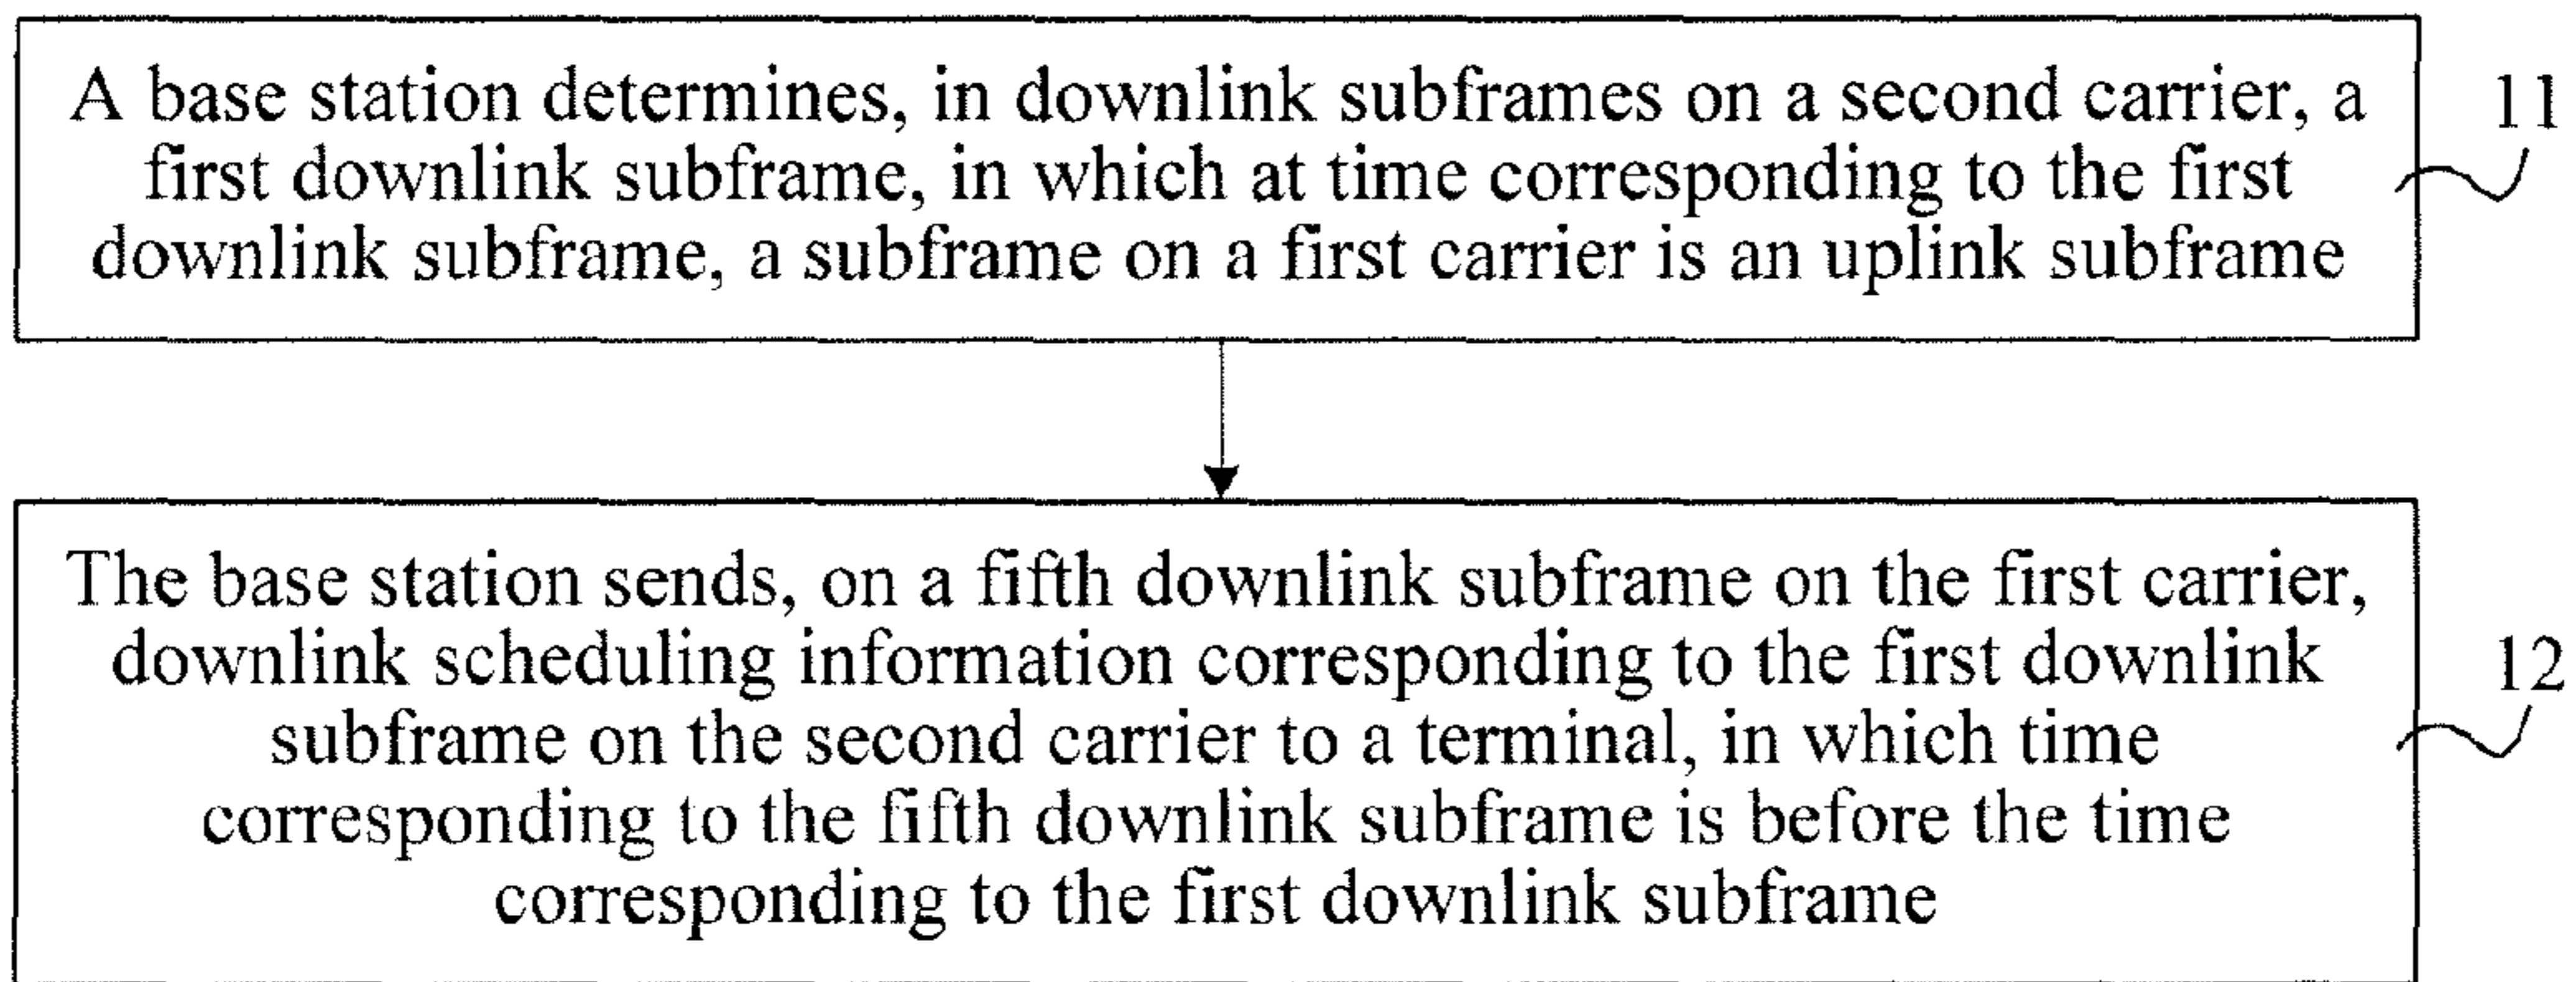 A base station determines, in downlink subframes on a second carrier, a
first downlink subframe, in which at time corresponding to the first
downlink subframe, a subframe on a first carrier is an uplink subframe
11
The base station sends, on a fifth downlink subframe on the first carrier,
downlink scheduling information corresponding to the first downlink
subframe on the second carrier to a terminal, in which time
corresponding to the fifth downlink subframe is before the time
corresponding to the first downlink subframe
12